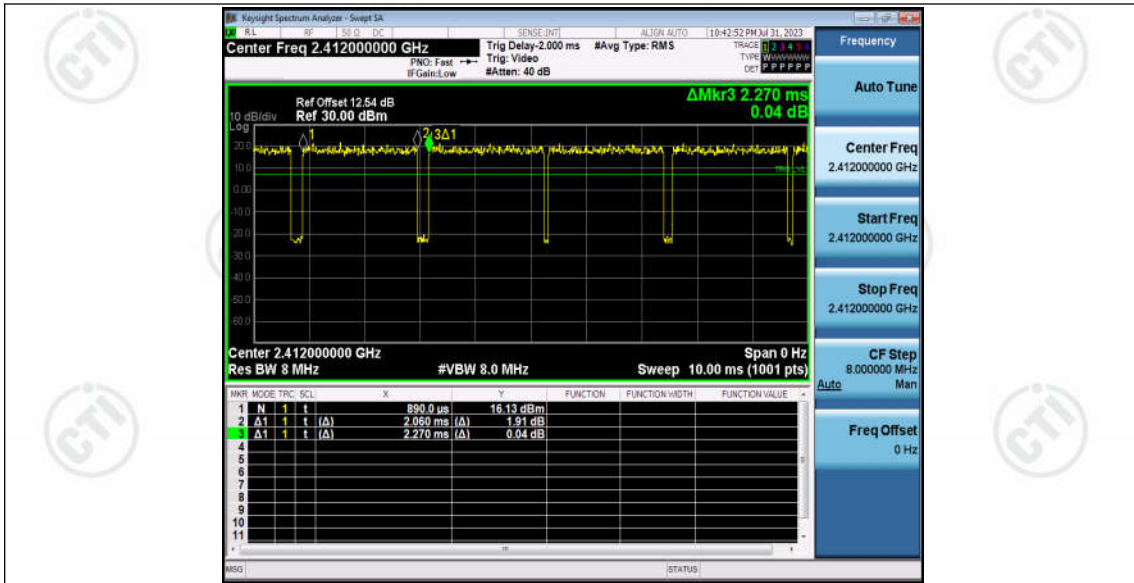 Keysight Spectrum Analyzer - Swept SA
RL RF 50 Ω DC SENSE:INT ALIGN AUTO 10:42:52 PM Jul 31, 2023
Center Freq 2.412000000 GHz
PNO: Fast
IFGain:Low
Trig Delay-2.000 ms
Trig: Video
#Atten: 40 dB
#Avg Type: RMS
TRACE 1 2 3 4 5 6
TYPE WWWWWW
DET P P P P P P
Frequency
Auto Tune
Center Freq
2.412000000 GHz
Start Freq
2.412000000 GHz
Stop Freq
2.412000000 GHz
CF Step
8.000000 MHz
Auto Man
Freq Offset
0 Hz
ΔMkr3 2.270 ms
0.04 dB
Ref Offset 12.54 dB
10 dB/div Ref 30.00 dBm
Log
1 2 3Δ1
20.0
10.0
TRIG LVL
0.00
-10.0
-20.0
-30.0
-40.0
-50.0
-60.0
Center 2.412000000 GHz Span 0 Hz
Res BW 8 MHz #VBW 8.0 MHz Sweep 10.00 ms (1001 pts)
MKR MODE TRC SCL X Y FUNCTION FUNCTION WIDTH FUNCTION VALUE
1 N 1 t 890.0 µs 16.13 dBm
2 Δ1 1 t (Δ) 2.060 ms (Δ) 1.91 dB
3 Δ1 1 t (Δ) 2.270 ms (Δ) 0.04 dB
4
5
6
7
8
9
10
11
MSG STATUS
CTI
CTI
CTI
CTI